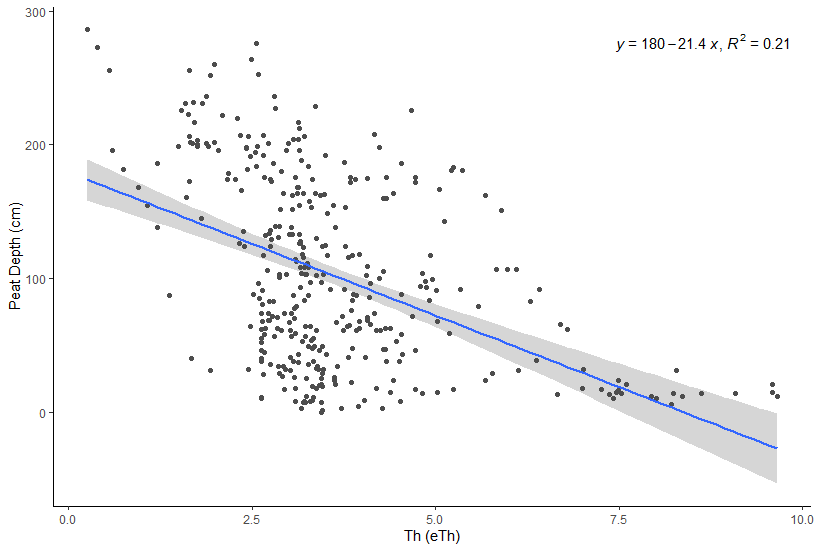 300
y = 180 − 21.4 x, R² = 0.21
200
Peat Depth (cm)
100
0
0.0 2.5 5.0 7.5 10.0
Th (eTh)